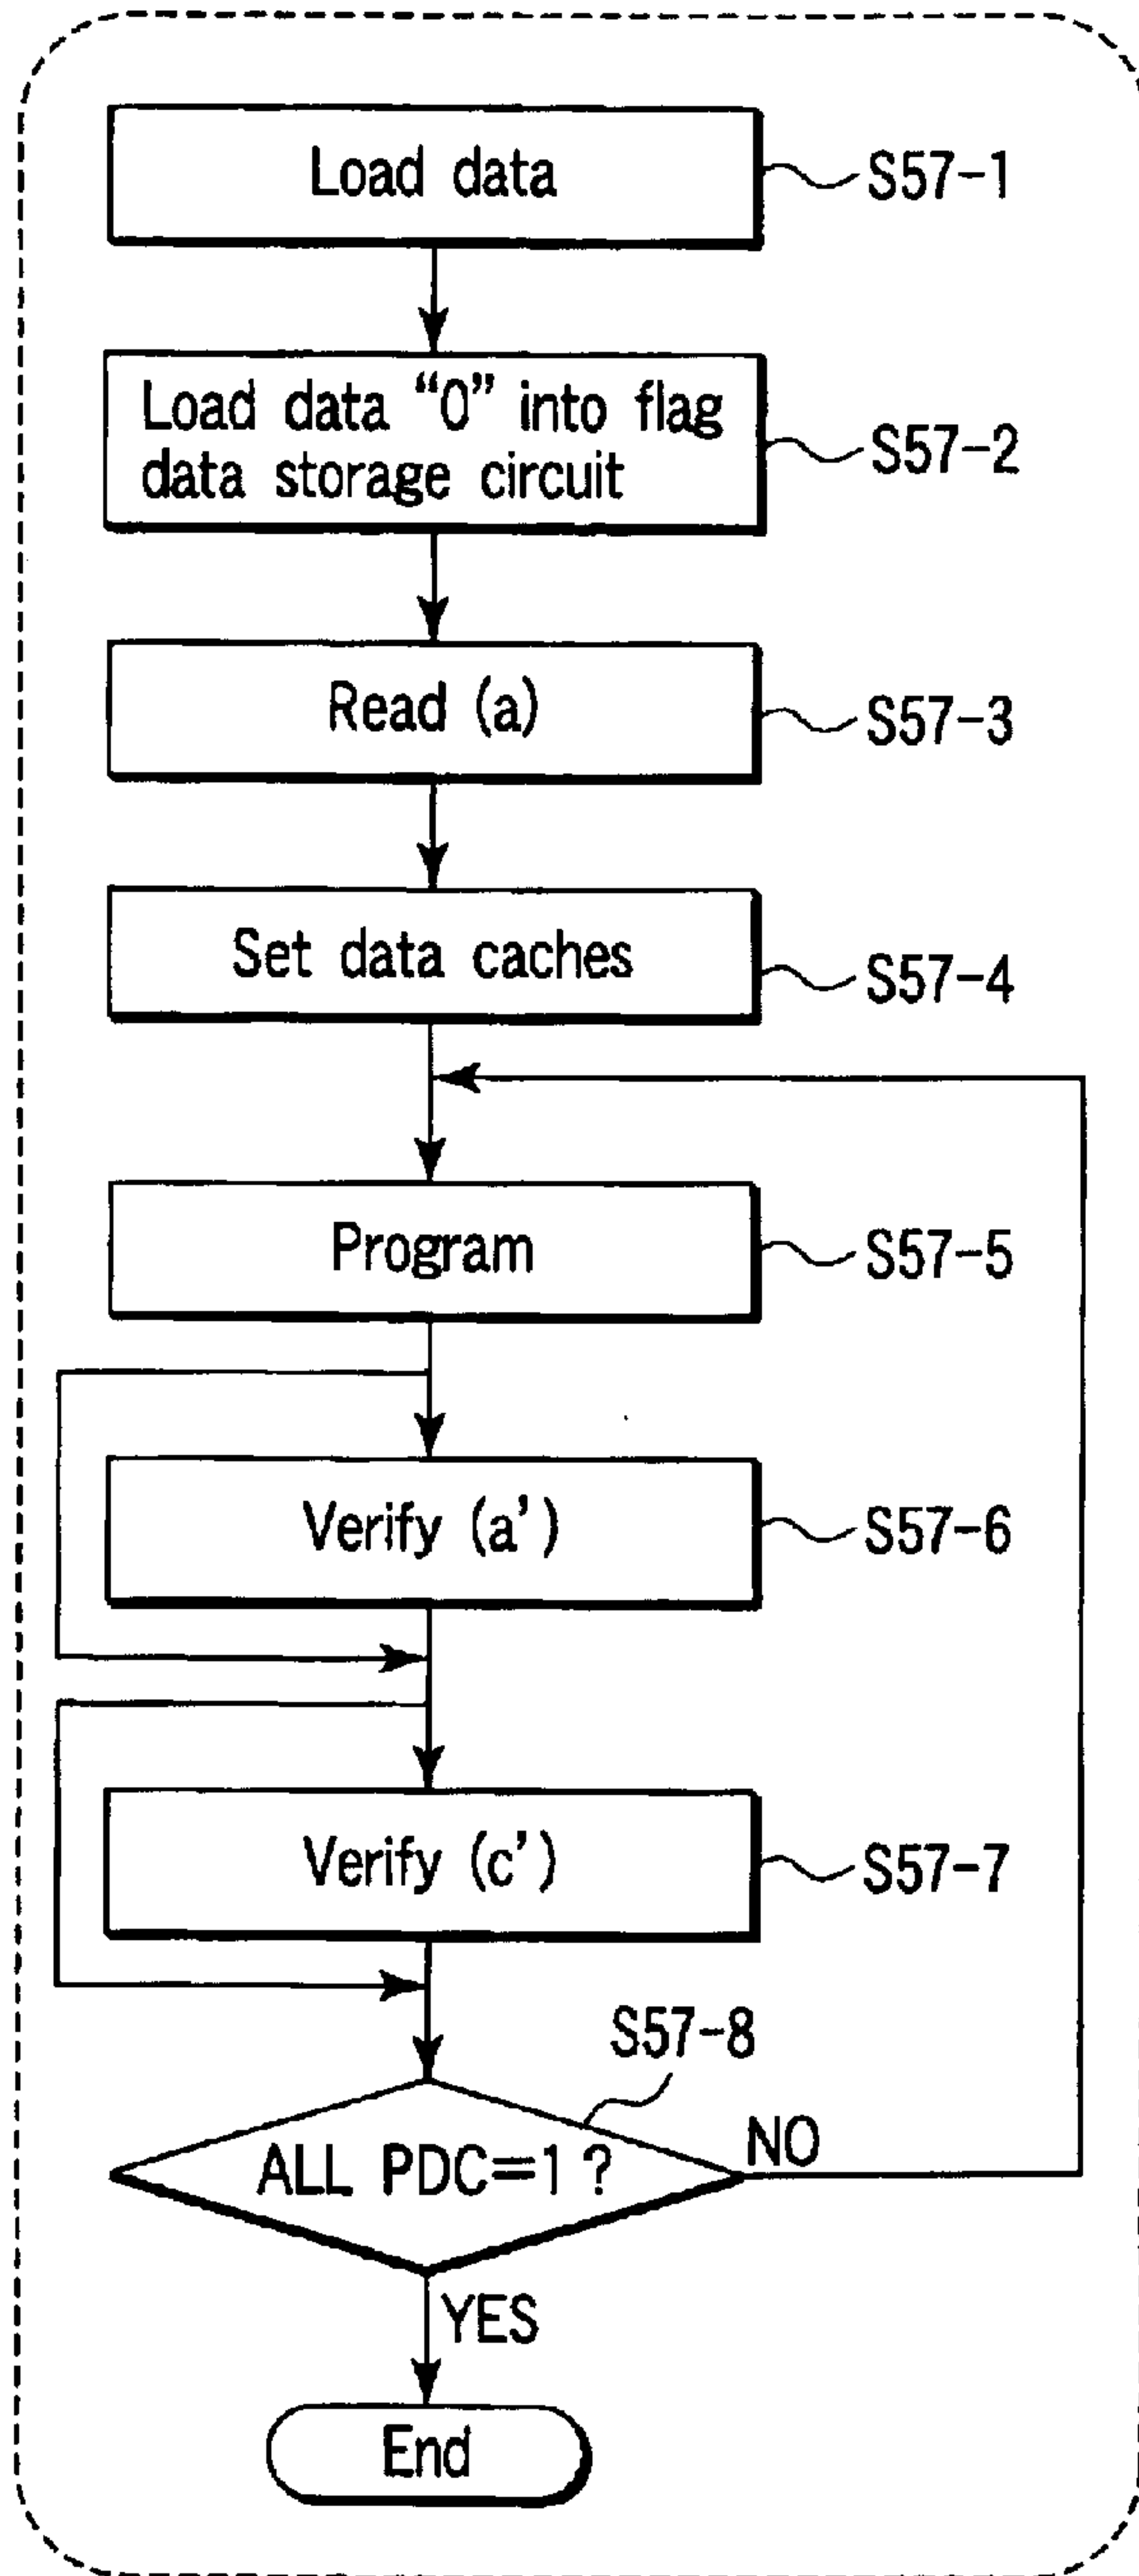 Load data
S57-1
Load data “0” into flag
data storage circuit
S57-2
Read (a)
S57-3
Set data caches
S57-4
Program
S57-5
Verify (a’)
S57-6
Verify (c’)
S57-7
S57-8
ALL PDC=1 ?
NO
YES
End